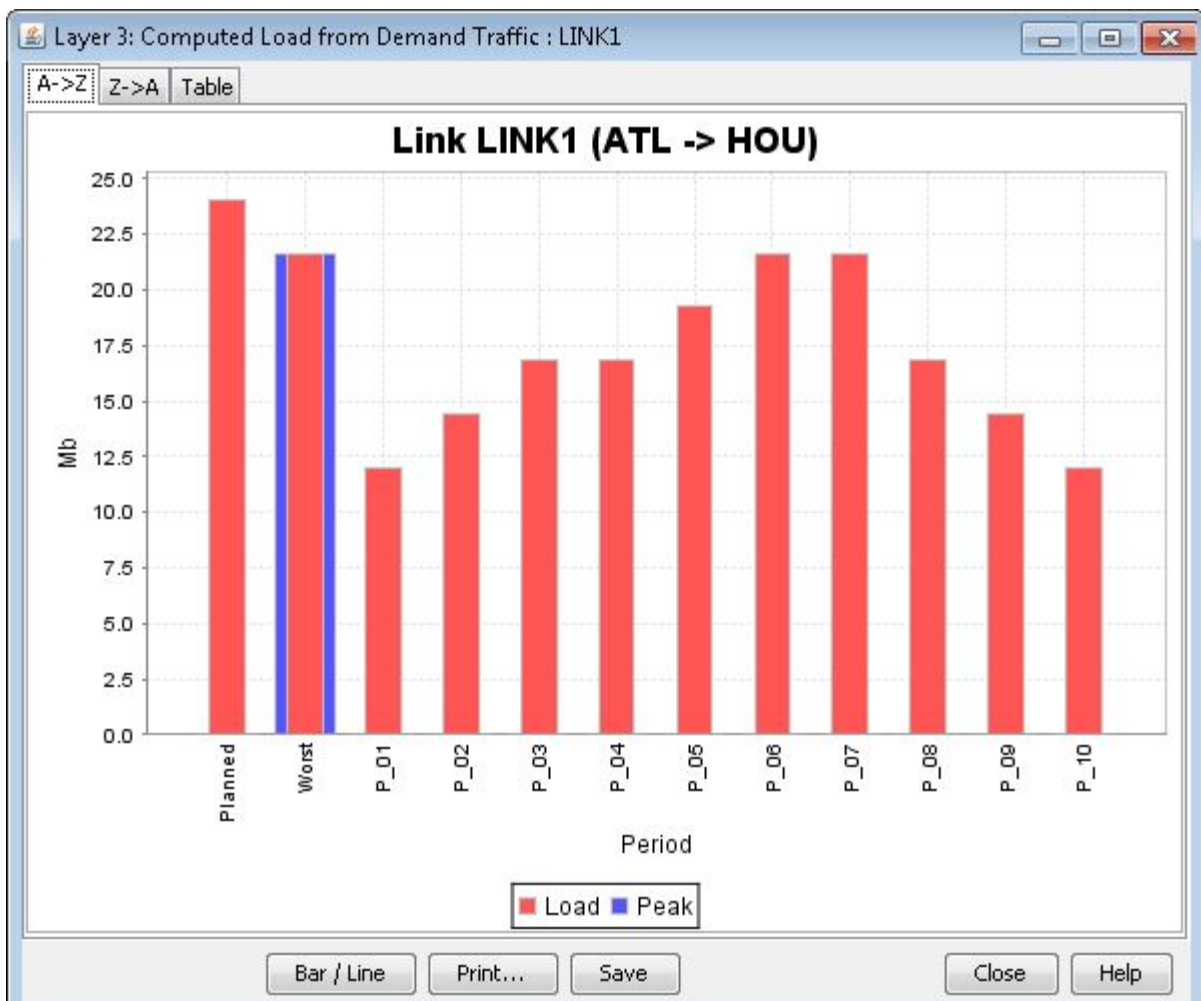 Layer 3: Computed Load from Demand Traffic : LINK1
A->Z Z->A Table
Link LINK1 (ATL -> HOU)
25.0
22.5
20.0
17.5
15.0
12.5
10.0
7.5
5.0
2.5
0.0
Mb
Planned Worst P_01 P_02 P_03 P_04 P_05 P_06 P_07 P_08 P_09 P_10
Period
Load Peak
Bar / Line Print... Save Close Help